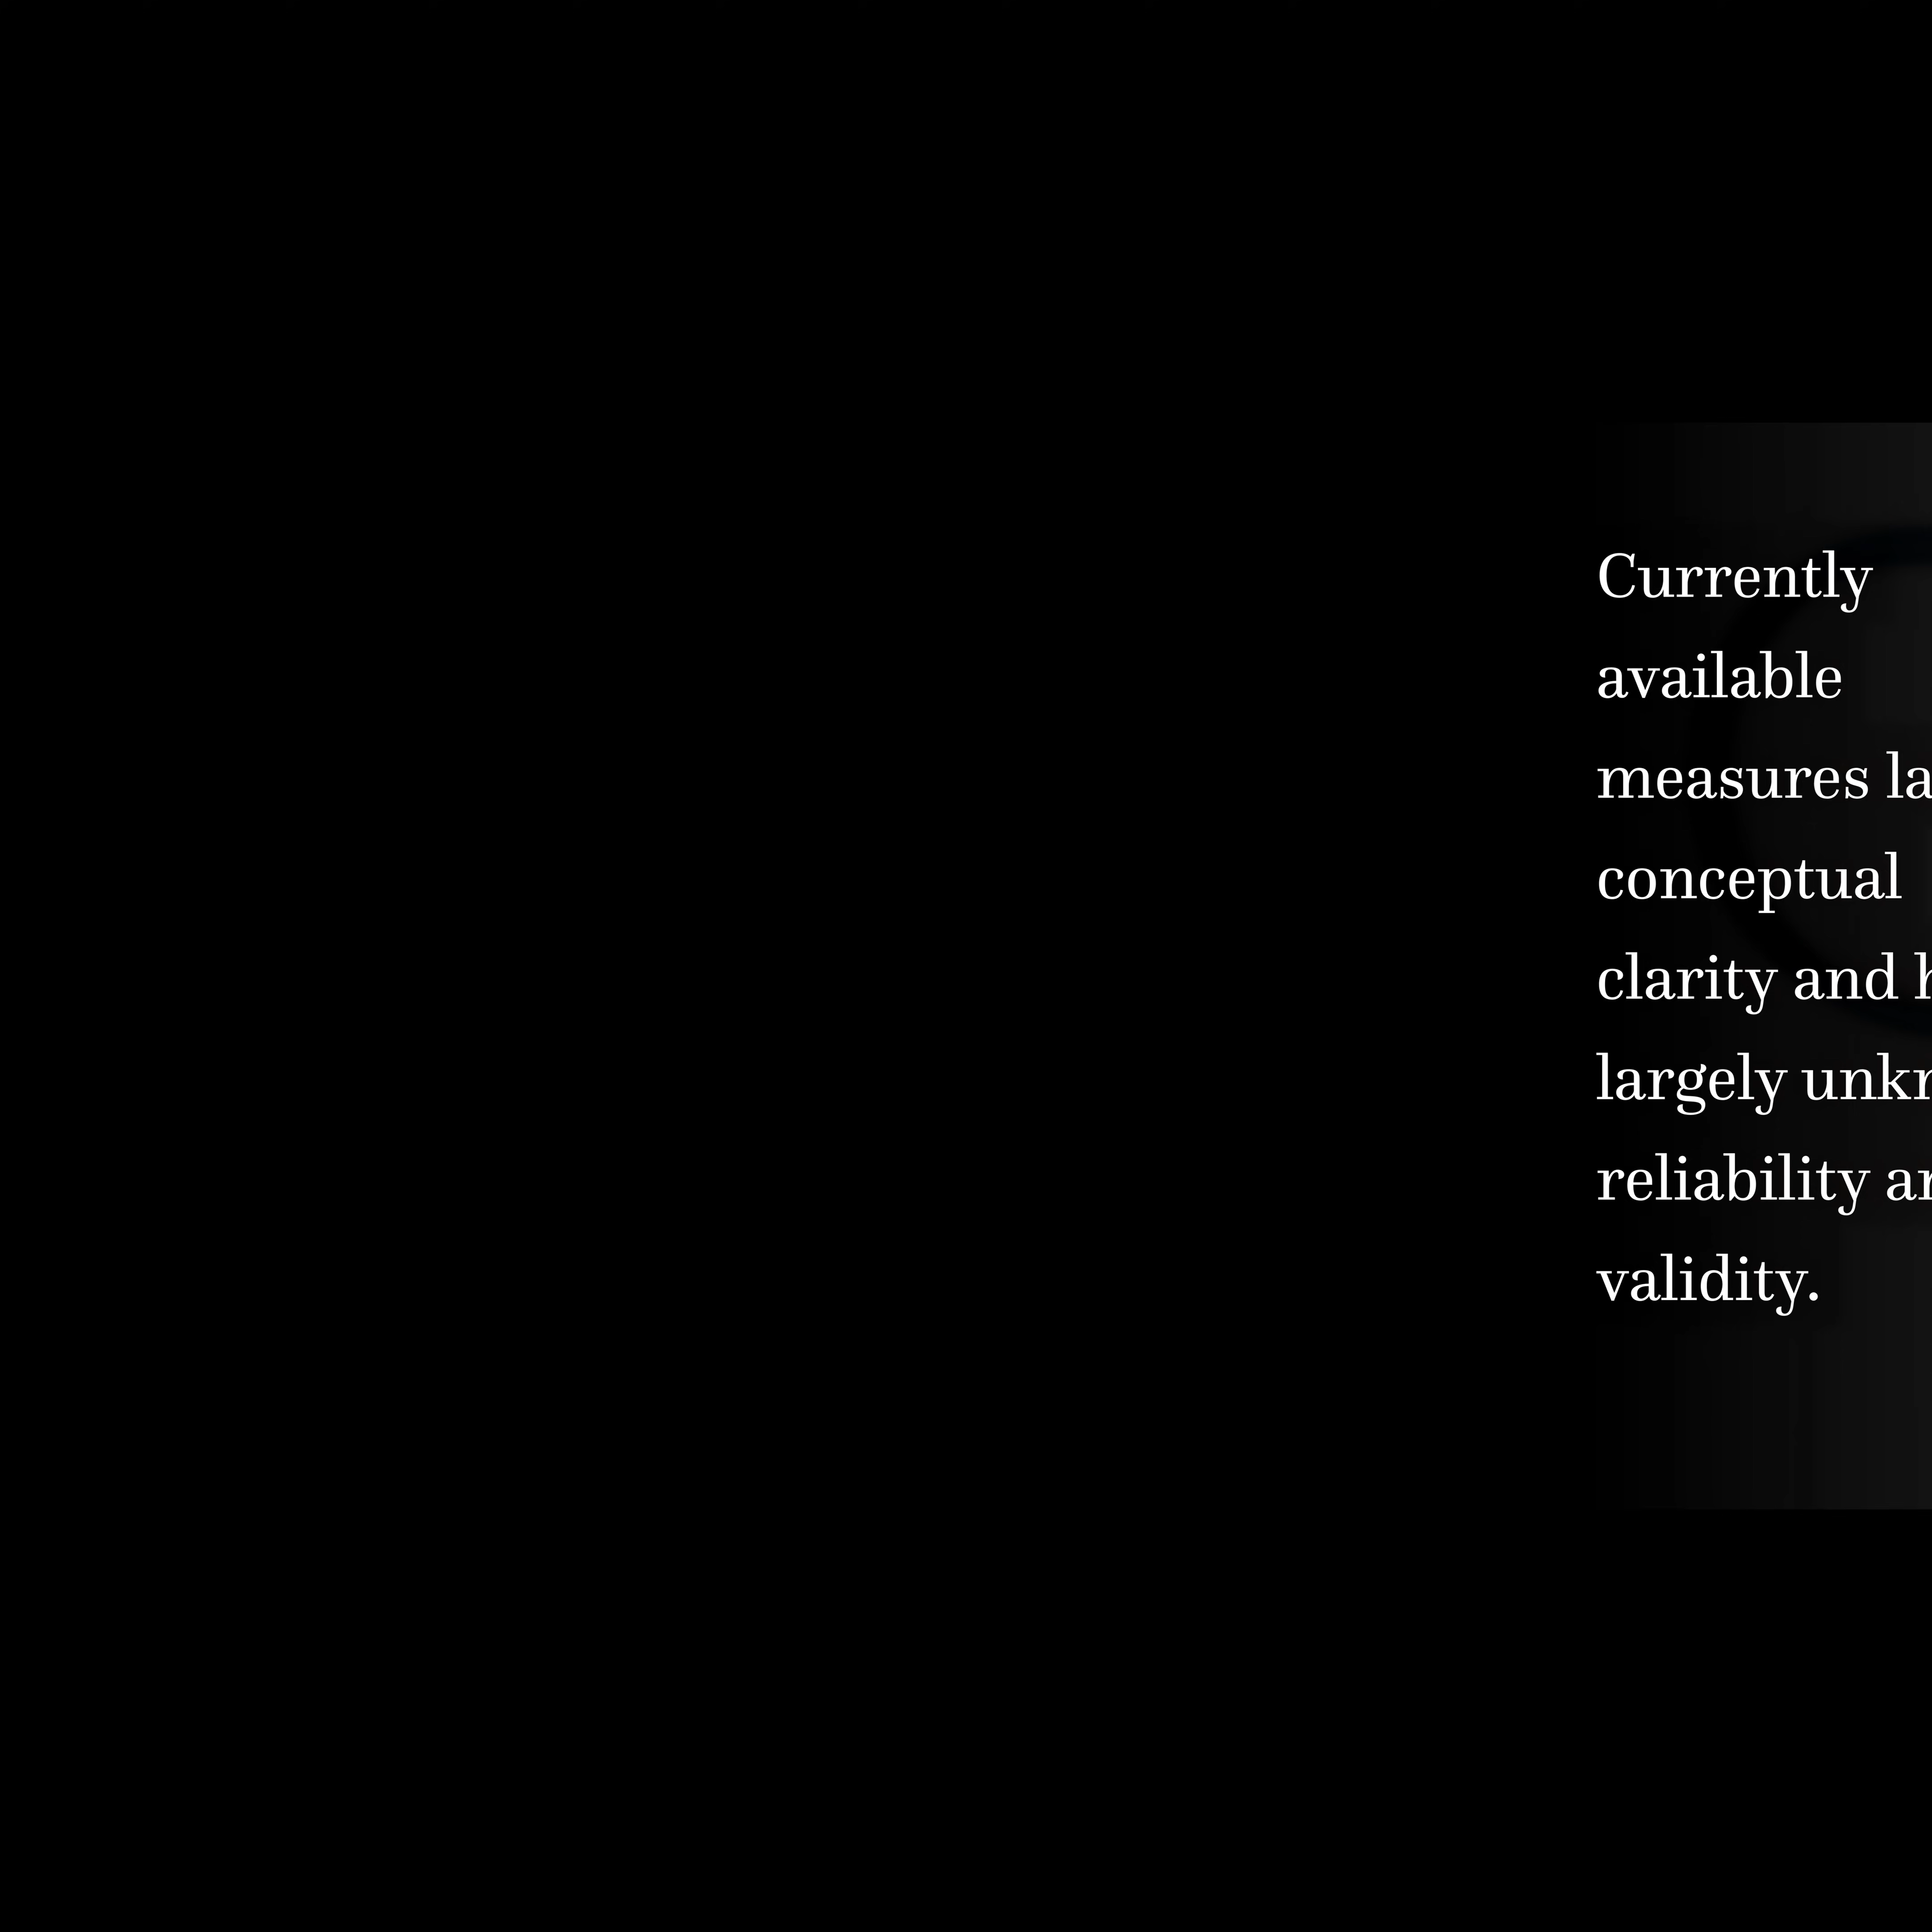 Currently
available
measures
conceptual
clarity and
largely
reliability
validity.